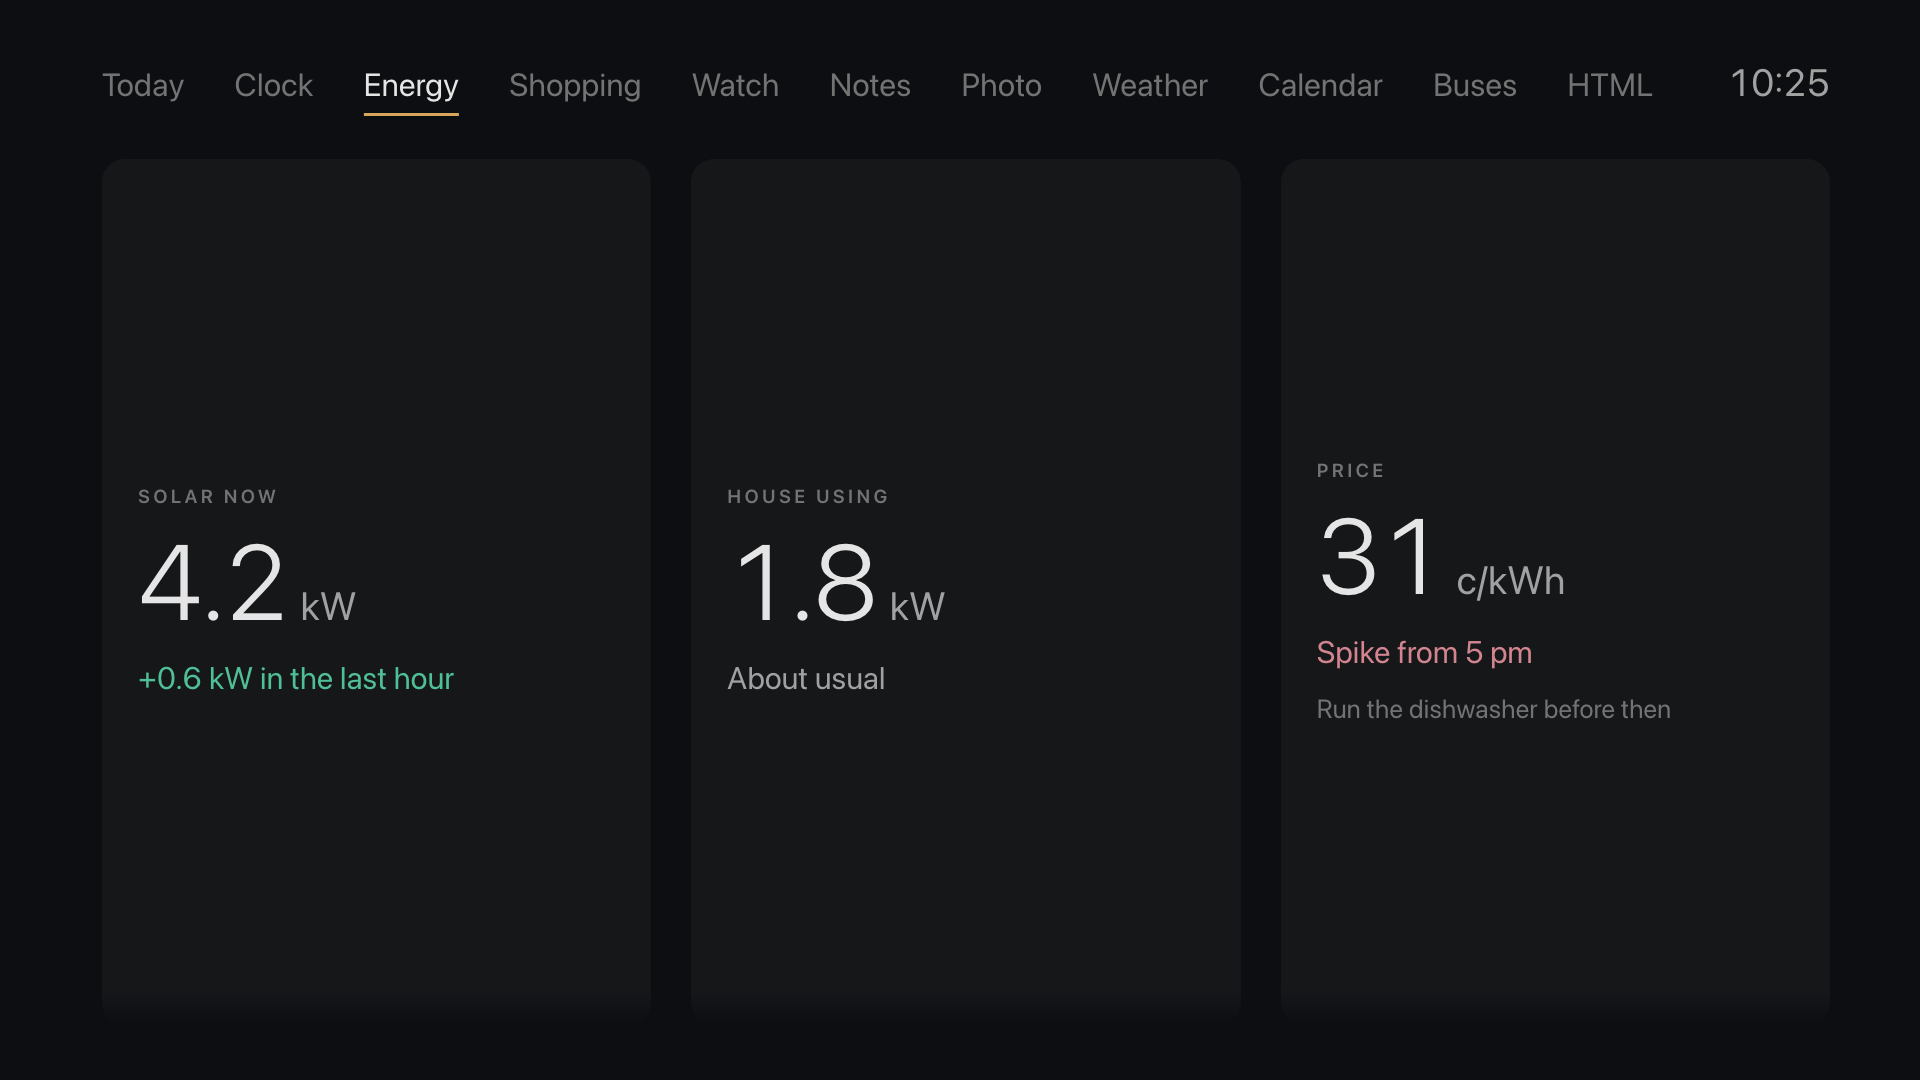 Today Clock Energy Shopping Watch Notes Photo Weather Calendar Buses HTML 10:25
SOLAR NOW
4.2 kW
+0.6 kW in the last hour
HOUSE USING
1.8 kW
About usual
PRICE
31 c/kWh
Spike from 5 pm
Run the dishwasher before then